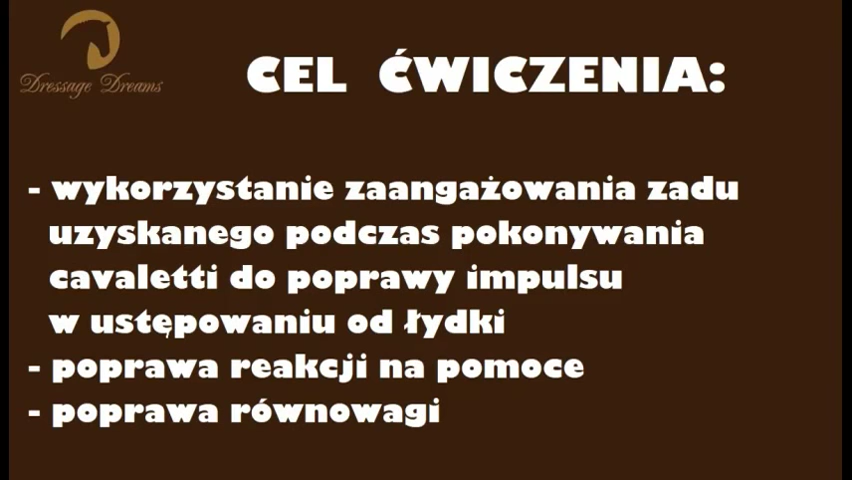 Dressage Dreams
CEL ĆWICZENIA:
- wykorzystanie zaangażowania zadu
uzyskanego podczas pokonywania
cavaletti do poprawy impulsu
w ustępowaniu od łydki
- poprawa reakcji na pomoce
- poprawa równowagi